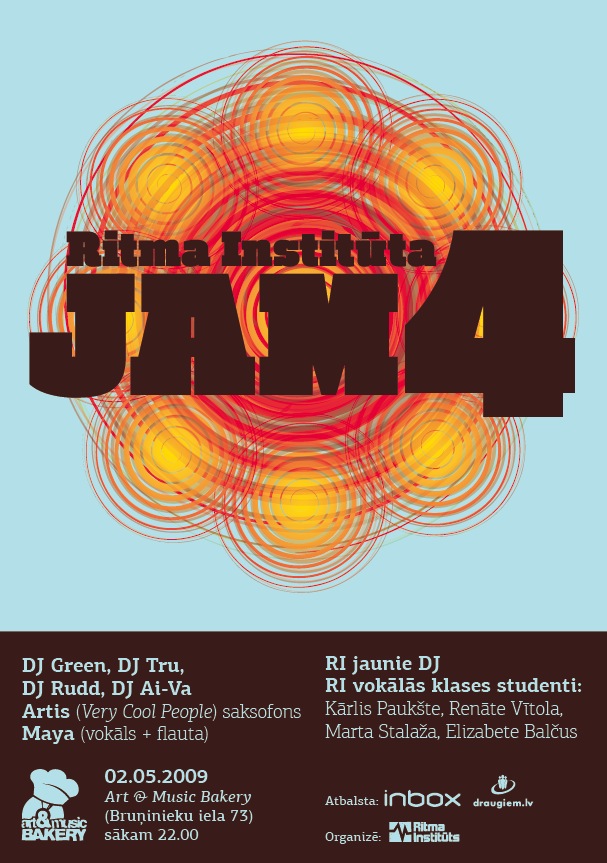 Ritma Institūta
JAM4
DJ Green, DJ Tru,
DJ Rudd, DJ Ai-Va
Artis (Very Cool People) saksofons
Maya (vokāls + flauta)
RI jaunie DJ
RI vokālās klases studenti:
Kārlis Paukšte, Renāte Vītola,
Marta Stalaža, Elizabete Balčus
art&music
BAKERY
02.05.2009
Art & Music Bakery
(Bruņinieku iela 73)
sākam 22.00
Atbalsta: inbox draugiem.lv
Organizē: Ritma
Institūts